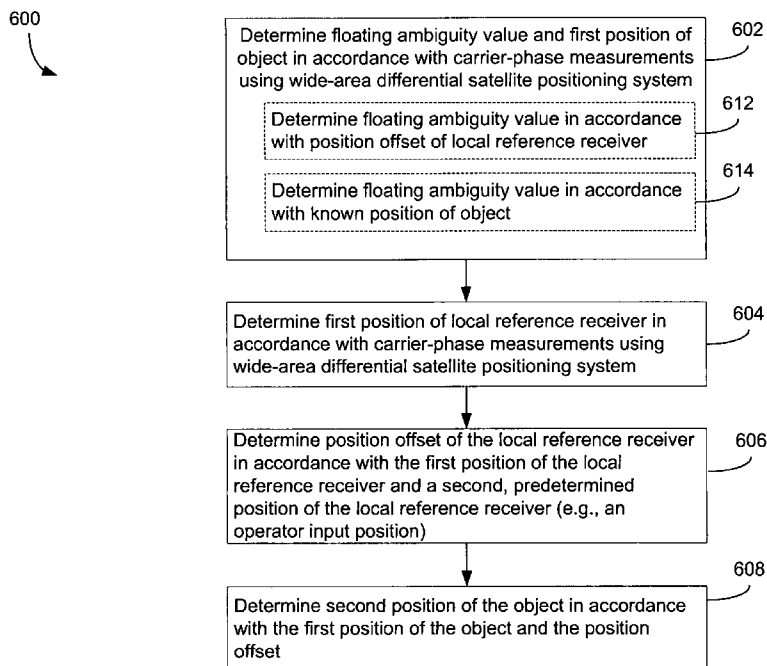 600
Determine floating ambiguity value and first position of
object in accordance with carrier-phase measurements
using wide-area differential satellite positioning system
602
Determine floating ambiguity value in accordance
with position offset of local reference receiver
612
Determine floating ambiguity value in accordance
with known position of object
614
Determine first position of local reference receiver in
accordance with carrier-phase measurements using
wide-area differential satellite positioning system
604
Determine position offset of the local reference receiver
in accordance with the first position of the local
reference receiver and a second, predetermined
position of the local reference receiver (e.g., an
operator input position)
606
Determine second position of the object in accordance
with the first position of the object and the position
offset
608